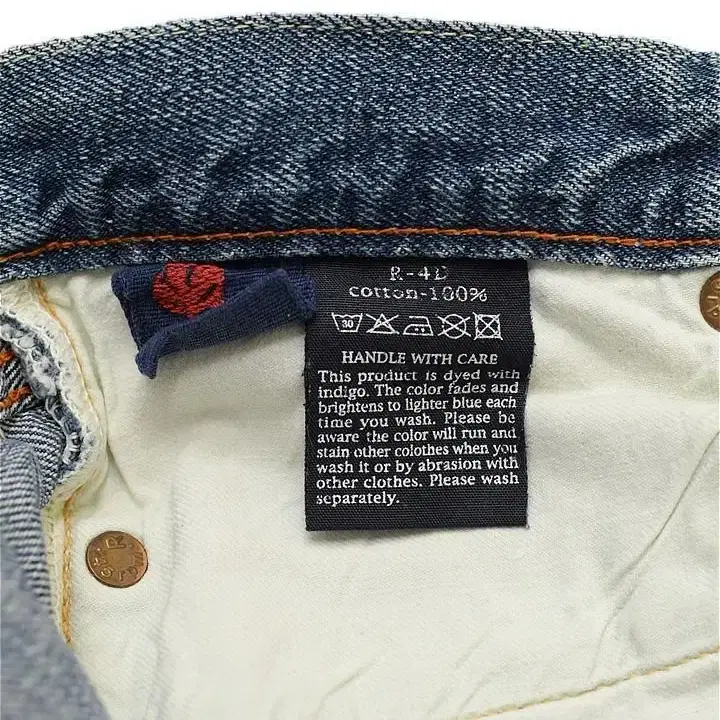 R-4D
cotton-100%
30
HANDLE WITH CARE
This product is dyed with
indigo. The color fades and
brightens to lighter blue each
time you wash. Please be
aware the color will run and
stain other colothes when you
wash it or by abrasion with
other clothes. Please wash
separately.